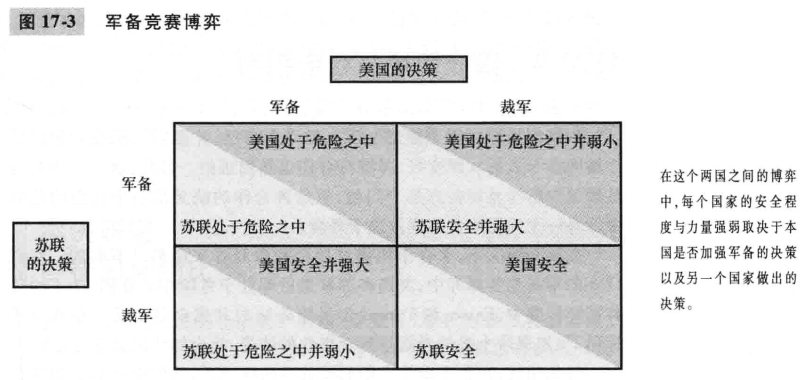 图 17-3 军备竞赛博弈
美国的决策
军备 裁军
军备
美国处于危险之中
苏联处于危险之中
美国处于危险之中并弱小
苏联安全并强大
苏联
的决策
裁军
美国安全并强大
苏联处于危险之中并弱小
美国安全
苏联安全
在这个两国之间的博弈
中,每个国家的安全程
度与力量强弱取决于本
国是否加强军备的决策
以及另一个国家做出的
决策。